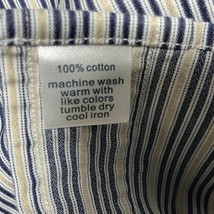 100% cotton
machine wash
warm with
like colors
tumble dry
cool iron